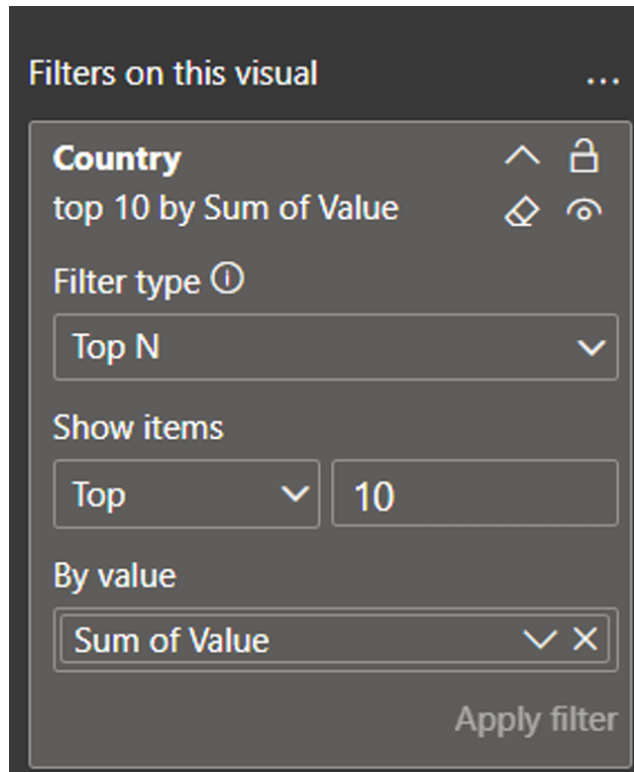 Filters on this visual ...
Country
top 10 by Sum of Value
Filter type
Top N
Show items
Top 10
By value
Sum of Value
Apply filter